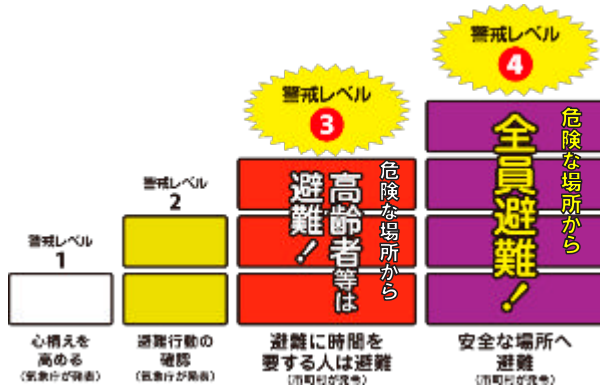 警戒レベル
1
心構えを
高める
(気象庁が発表)
警戒レベル
2
避難行動の
確認
(気象庁が発表)
警戒レベル
3
危険な場所から
高齢者等は
避難!
避難に時間を
要する人は避難
(市町村が発令)
警戒レベル
4
危険な場所から
全員避難!
安全な場所へ
避難
(市町村が発令)